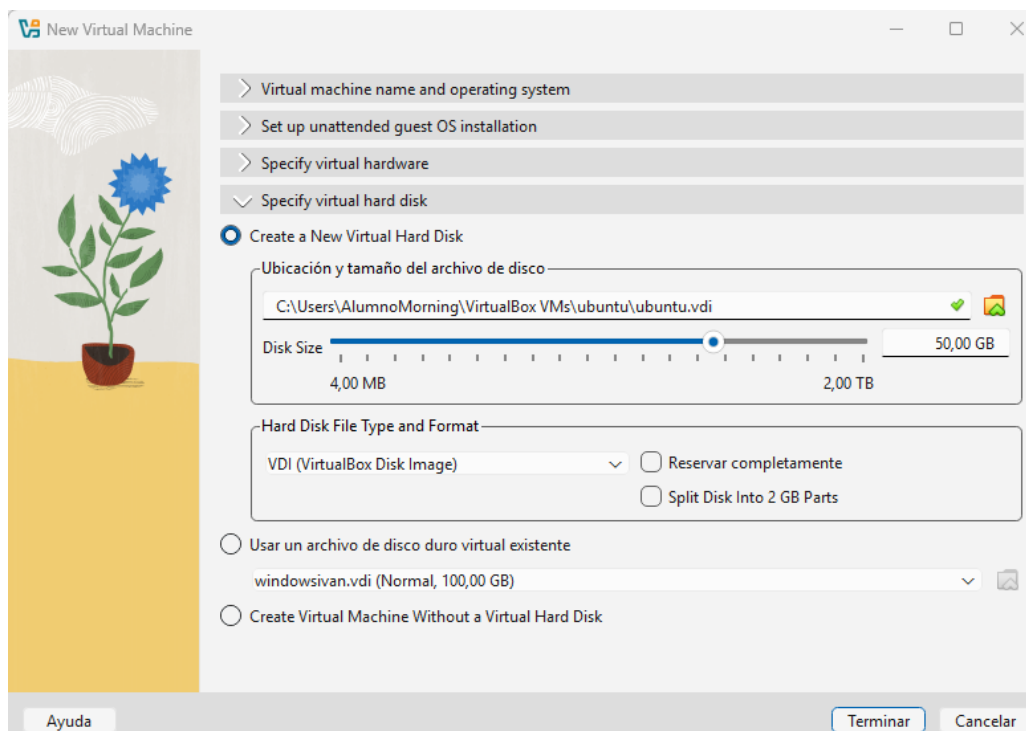 New Virtual Machine
Virtual machine name and operating system
Set up unattended guest OS installation
Specify virtual hardware
Specify virtual hard disk
Create a New Virtual Hard Disk
Ubicación y tamaño del archivo de disco
C:\Users\AlumnoMorning\VirtualBox VMs\ubuntu\ubuntu.vdi
Disk Size 50,00 GB
4,00 MB 2,00 TB
Hard Disk File Type and Format
VDI (VirtualBox Disk Image) Reservar completamente
Split Disk Into 2 GB Parts
Usar un archivo de disco duro virtual existente
windowsivan.vdi (Normal, 100,00 GB)
Create Virtual Machine Without a Virtual Hard Disk
Ayuda Terminar Cancelar